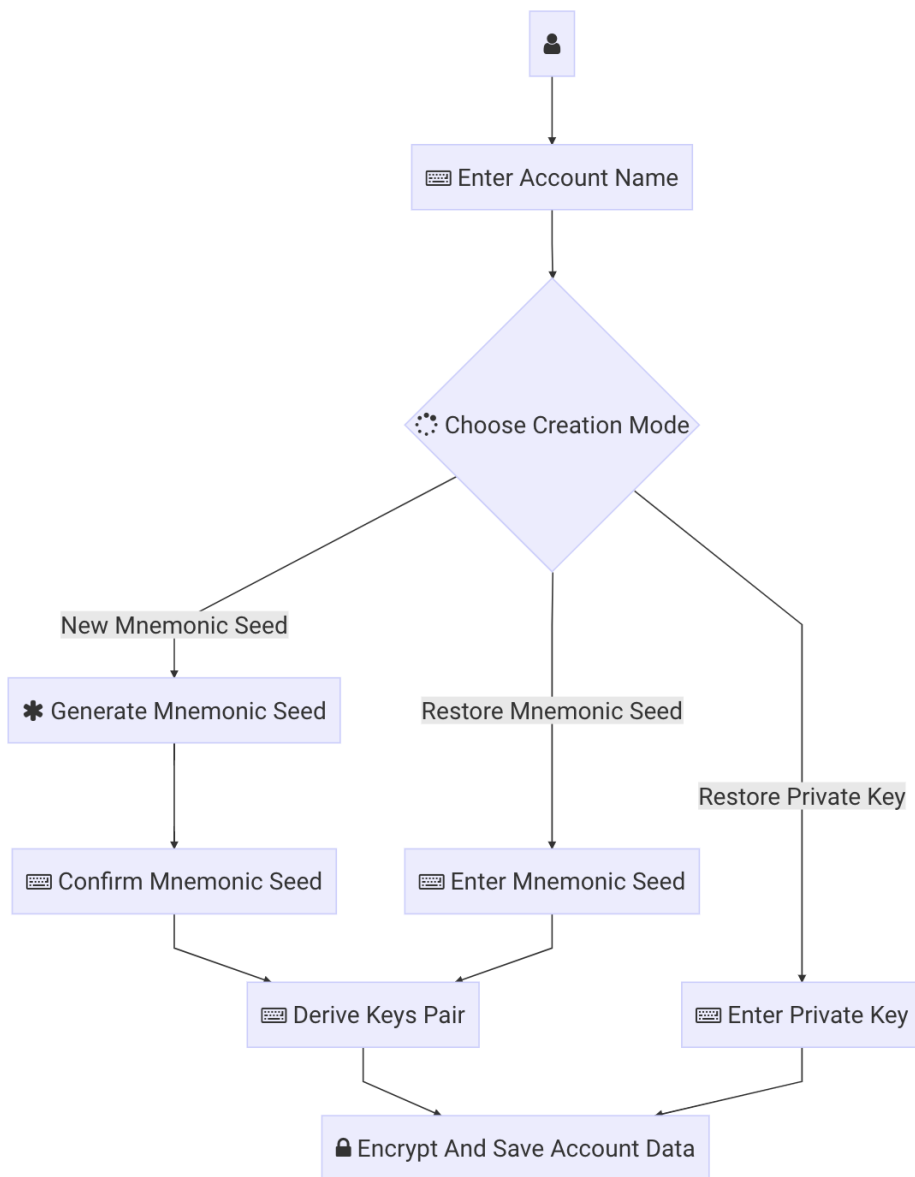 Enter Account Name
Choose Creation Mode
New Mnemonic Seed
Generate Mnemonic Seed
Restore Mnemonic Seed
Restore Private Key
Confirm Mnemonic Seed
Enter Mnemonic Seed
Derive Keys Pair
Enter Private Key
Encrypt And Save Account Data